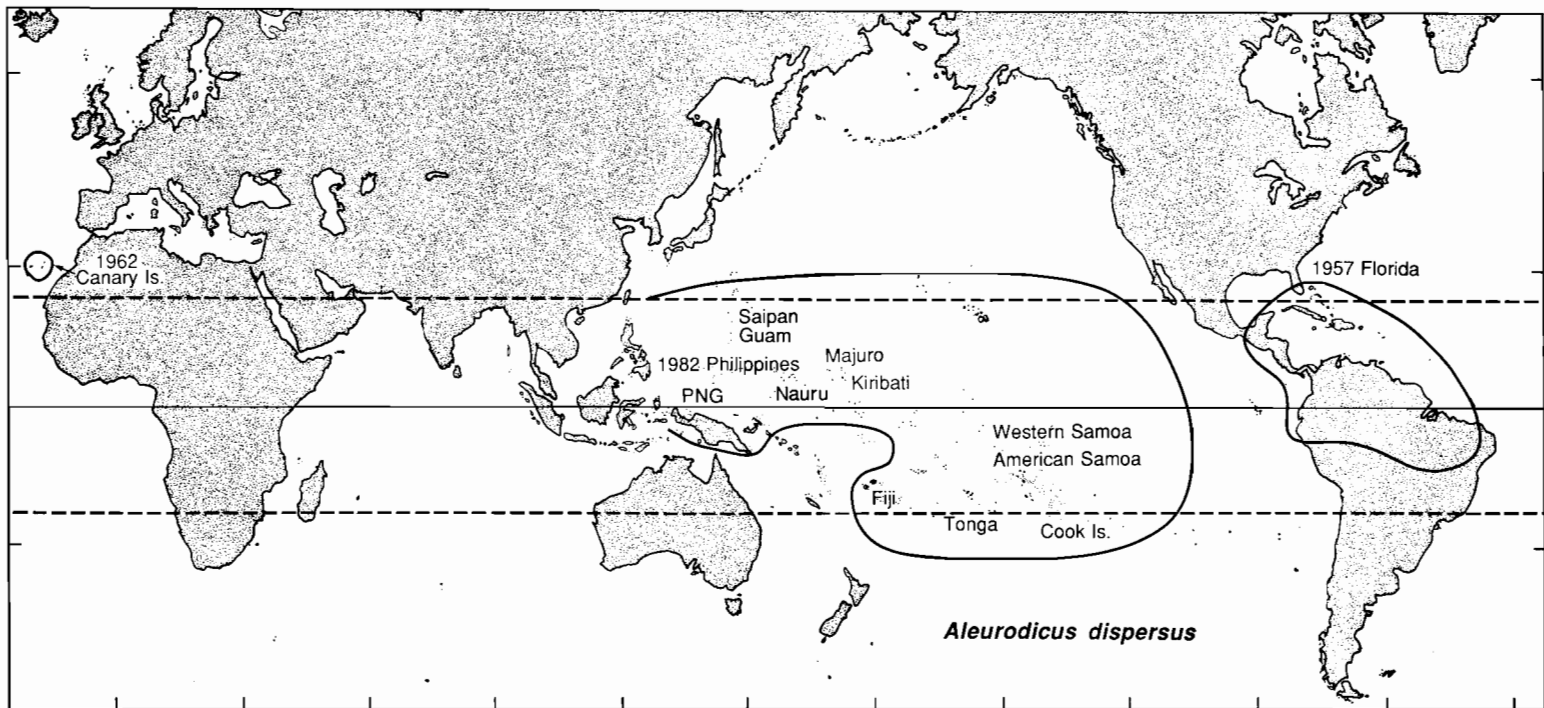 1962
Canary Is.
1957 Florida
Saipan
Guam
1982 Philippines
Majuro
Kiribati
PNG
Nauru
Western Samoa
American Samoa
Fiji
Tonga
Cook Is.
Aleurodicus dispersus